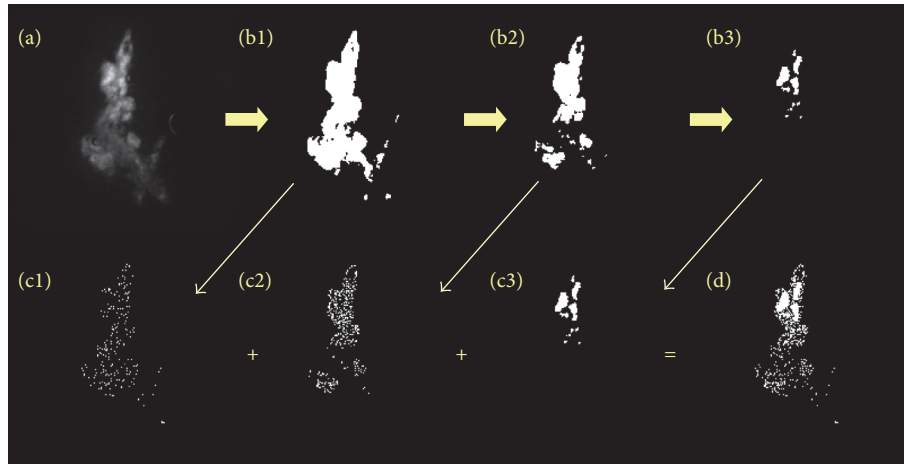 (a)
(b1)
(b2)
(b3)
(c1)
(c2)
(c3)
(d)
+
+
=